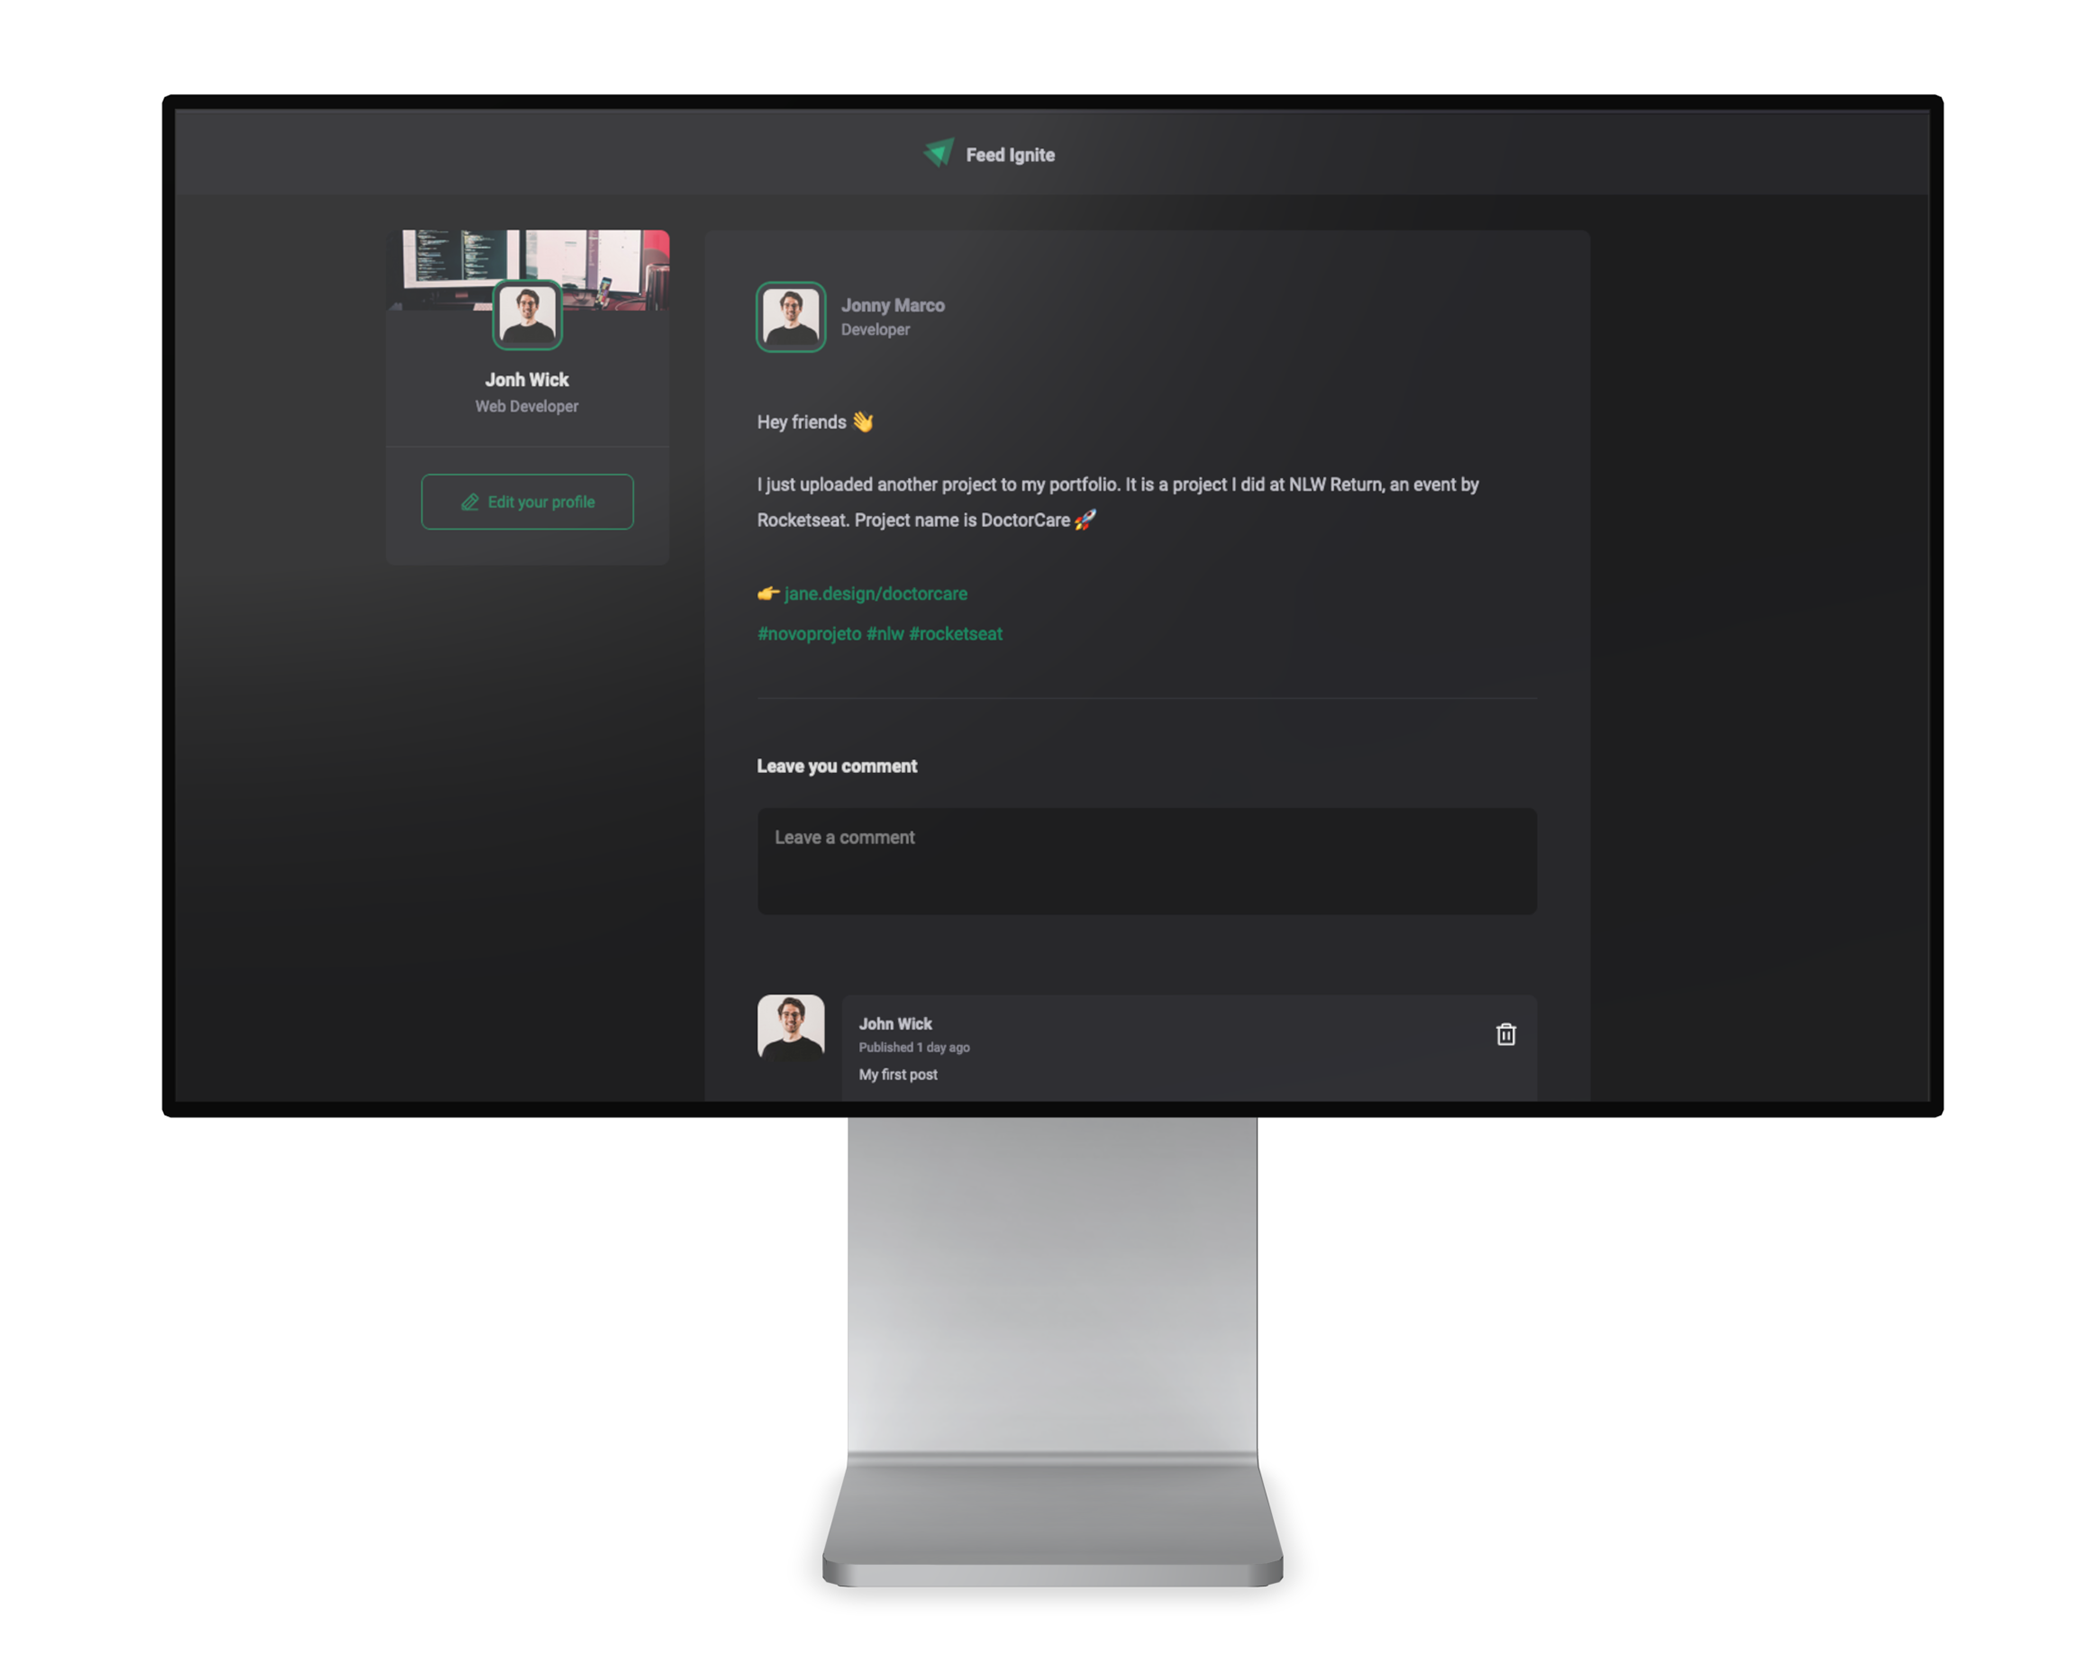 Feed Ignite
Jonh Wick
Web Developer
Edit your profile
Jonny Marco
Developer
Hey friends 👋
I just uploaded another project to my portfolio. It is a project I did at NLW Return, an event by
Rocketseat. Project name is DoctorCare 🚀
👉 jane.design/doctorcare
#novoprojeto #nlw #rocketseat
Leave you comment
Leave a comment
John Wick
Published 1 day ago
My first post